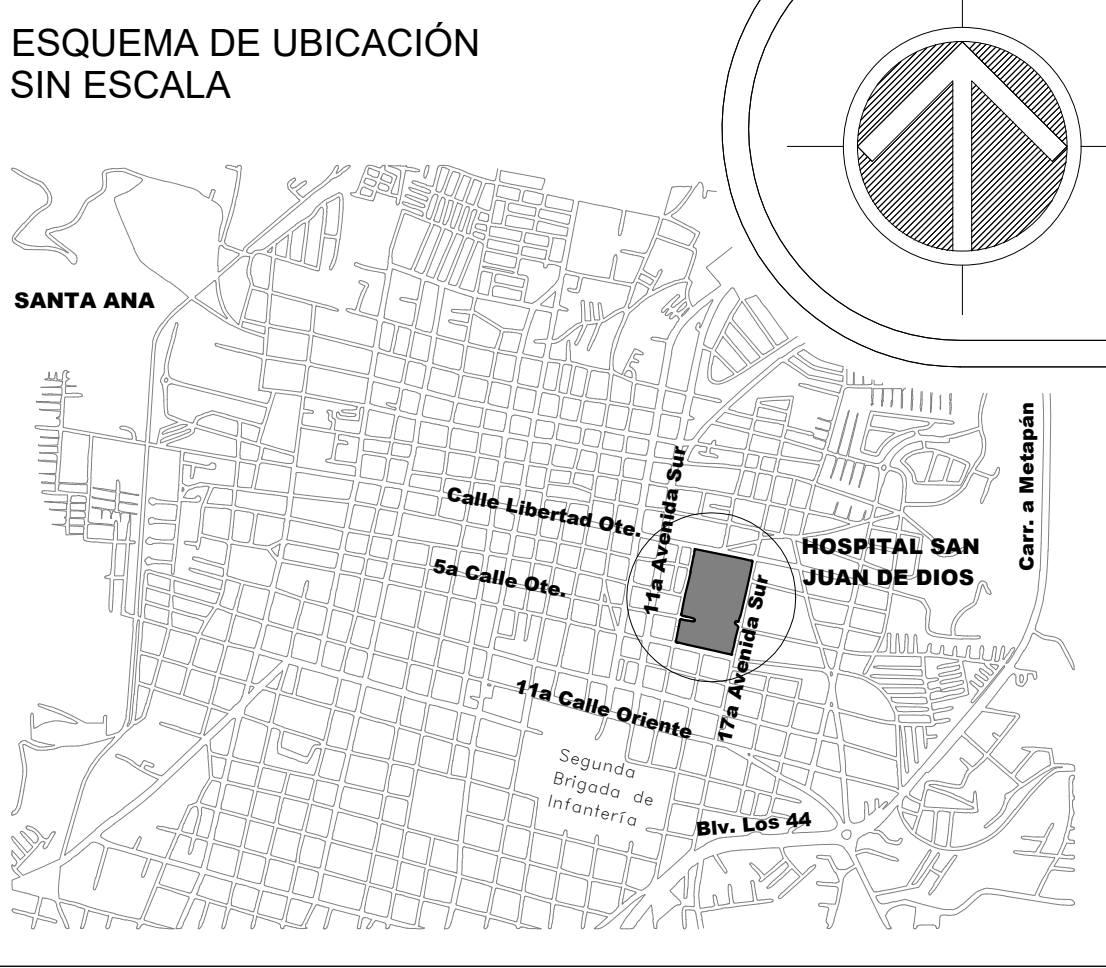 ESQUEMA DE UBICACIÓN
SIN ESCALA
SANTA ANA
Carr. a Metapán
Calle Libertad Ote.
11a Avenida Sur
HOSPITAL SAN
JUAN DE DIOS
5a Calle Ote.
17a Avenida Sur
11a Calle Oriente
Segunda
Brigada de
Infantería
Blv. Los 44